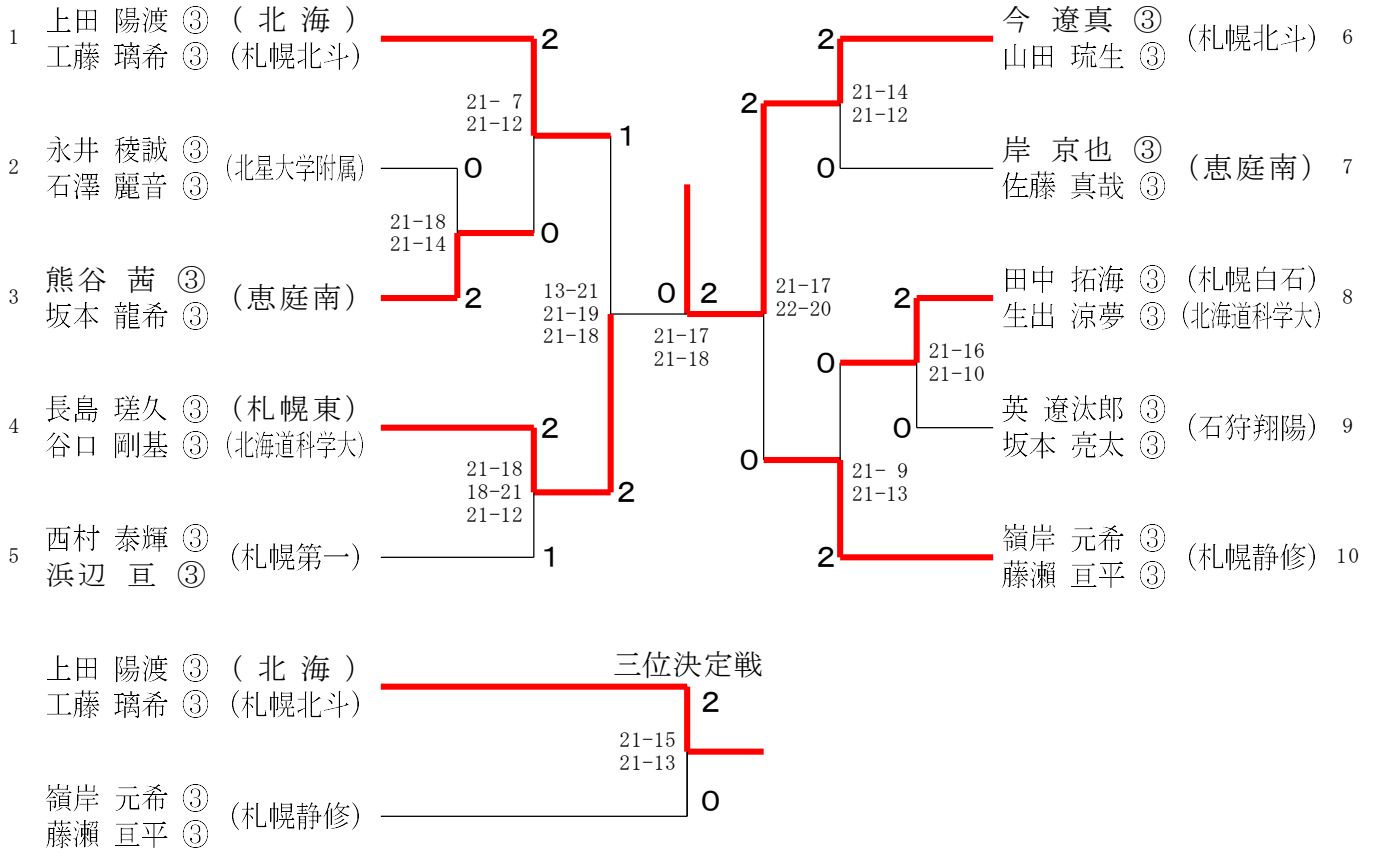 1 上田 陽渡 ③ ( 北 海 )
工藤 璃希 ③ (札幌北斗)
2
21- 7
21-12
1
2 永井 稜誠 ③ (北星大学附属)
石澤 麗音 ③
0
21-18
21-14
0
3 熊谷 茜 ③ (恵庭南)
坂本 龍希 ③
2
13-21
21-19
21-18
4 長島 瑳久 ③ (札幌東)
谷口 剛基 ③ (北海道科学大)
2
21-18
18-21
21-12
2
5 西村 泰輝 ③ (札幌第一)
浜辺 亘 ③
1
0 2
21-17
21-18
今 遼真 ③ (札幌北斗) 6
山田 琉生 ③
2
2
21-14
21-12
岸 京也 ③ (恵庭南) 7
佐藤 真哉 ③
0
21-17
22-20
田中 拓海 ③ (札幌白石) 8
生出 涼夢 ③ (北海道科学大)
2
0
21-16
21-10
英 遼汰郎 ③ (石狩翔陽) 9
坂本 亮太 ③
0
0
21- 9
21-13
嶺岸 元希 ③ (札幌静修) 10
藤瀬 亘平 ③
2
三位決定戦
上田 陽渡 ③ ( 北 海 )
工藤 璃希 ③ (札幌北斗)
2
21-15
21-13
0
嶺岸 元希 ③ (札幌静修)
藤瀬 亘平 ③